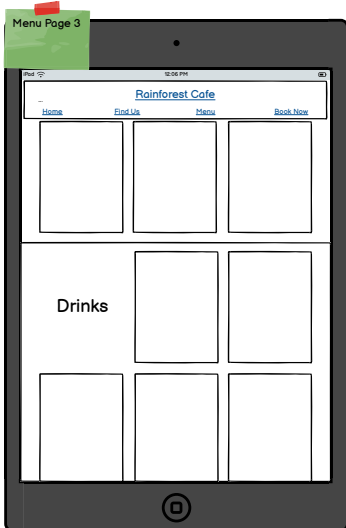 Menu Page 3
iPad 12:06 PM
Rainforest Cafe
Home Find Us Menu Book Now
Drinks